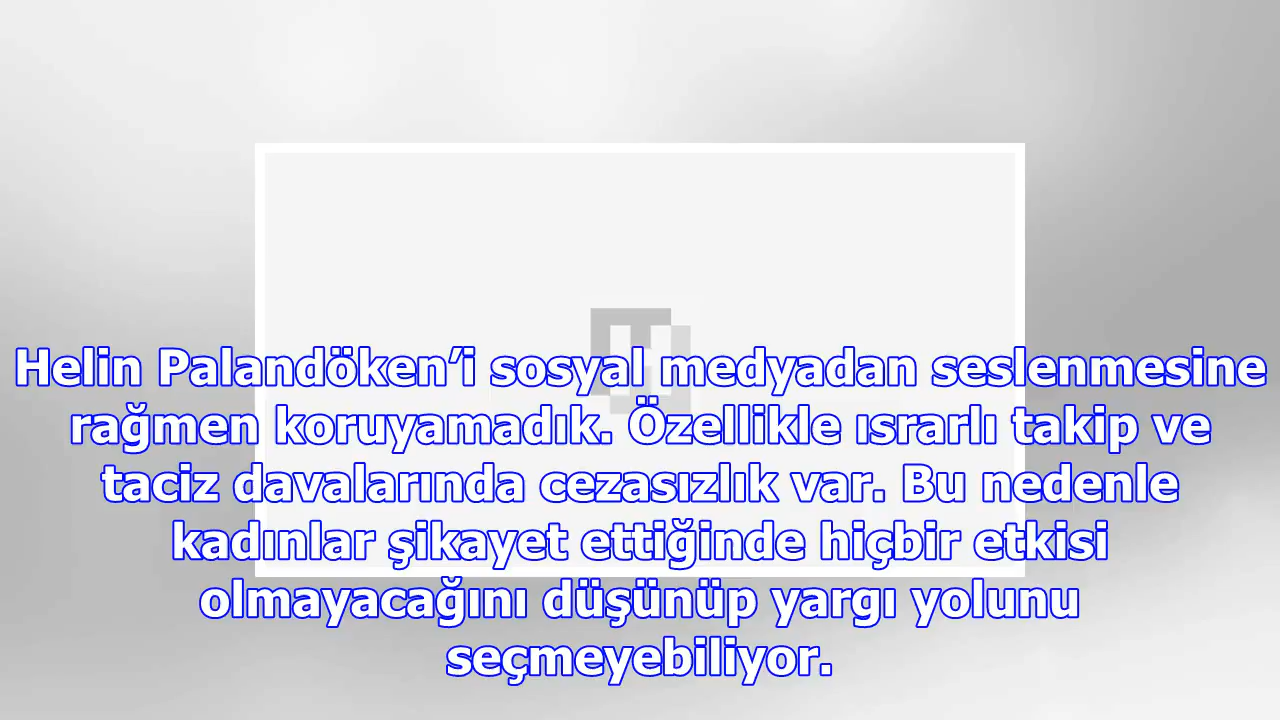 Helin Palandöken’i sosyal medyadan seslenmesine
rağmen koruyamadık. Özellikle ısrarlı takip ve
taciz davalarında cezasızlık var. Bu nedenle
kadınlar şikayet ettiğinde hiçbir etkisi
olmayacağını düşünüp yargı yolunu
seçmeyebiliyor.